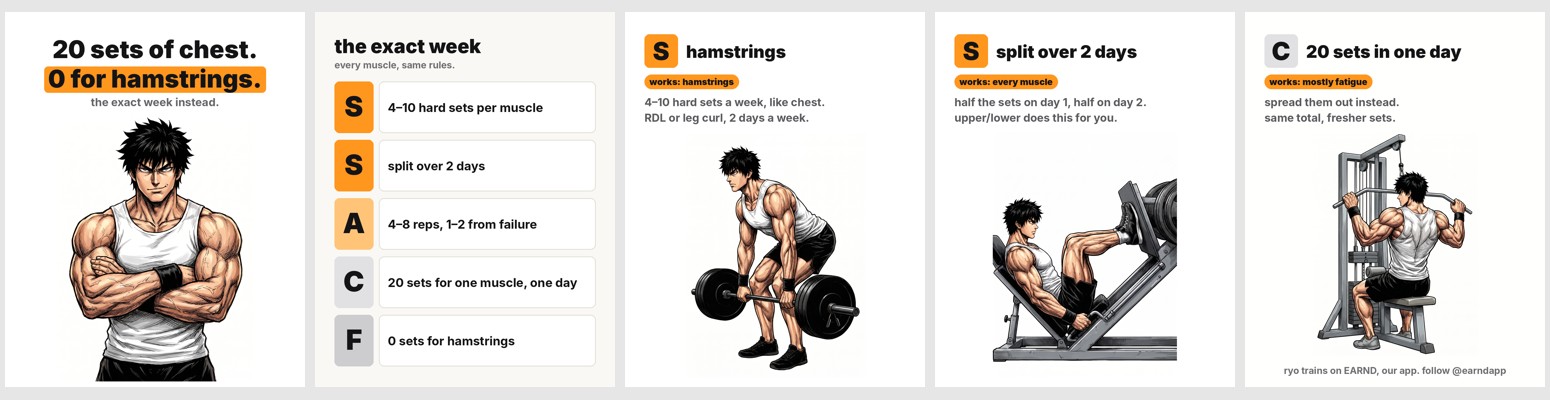 20 sets of chest.
0 for hamstrings.
the exact week instead.
the exact week
every muscle, same rules.
S
4–10 hard sets per muscle
S
split over 2 days
A
4–8 reps, 1–2 from failure
C
20 sets for one muscle, one day
F
0 sets for hamstrings
S hamstrings
works: hamstrings
4–10 hard sets a week, like chest.
RDL or leg curl, 2 days a week.
S split over 2 days
works: every muscle
half the sets on day 1, half on day 2.
upper/lower does this for you.
C 20 sets in one day
works: mostly fatigue
spread them out instead.
same total, fresher sets.
ryo trains on EARND, our app. follow @earndapp